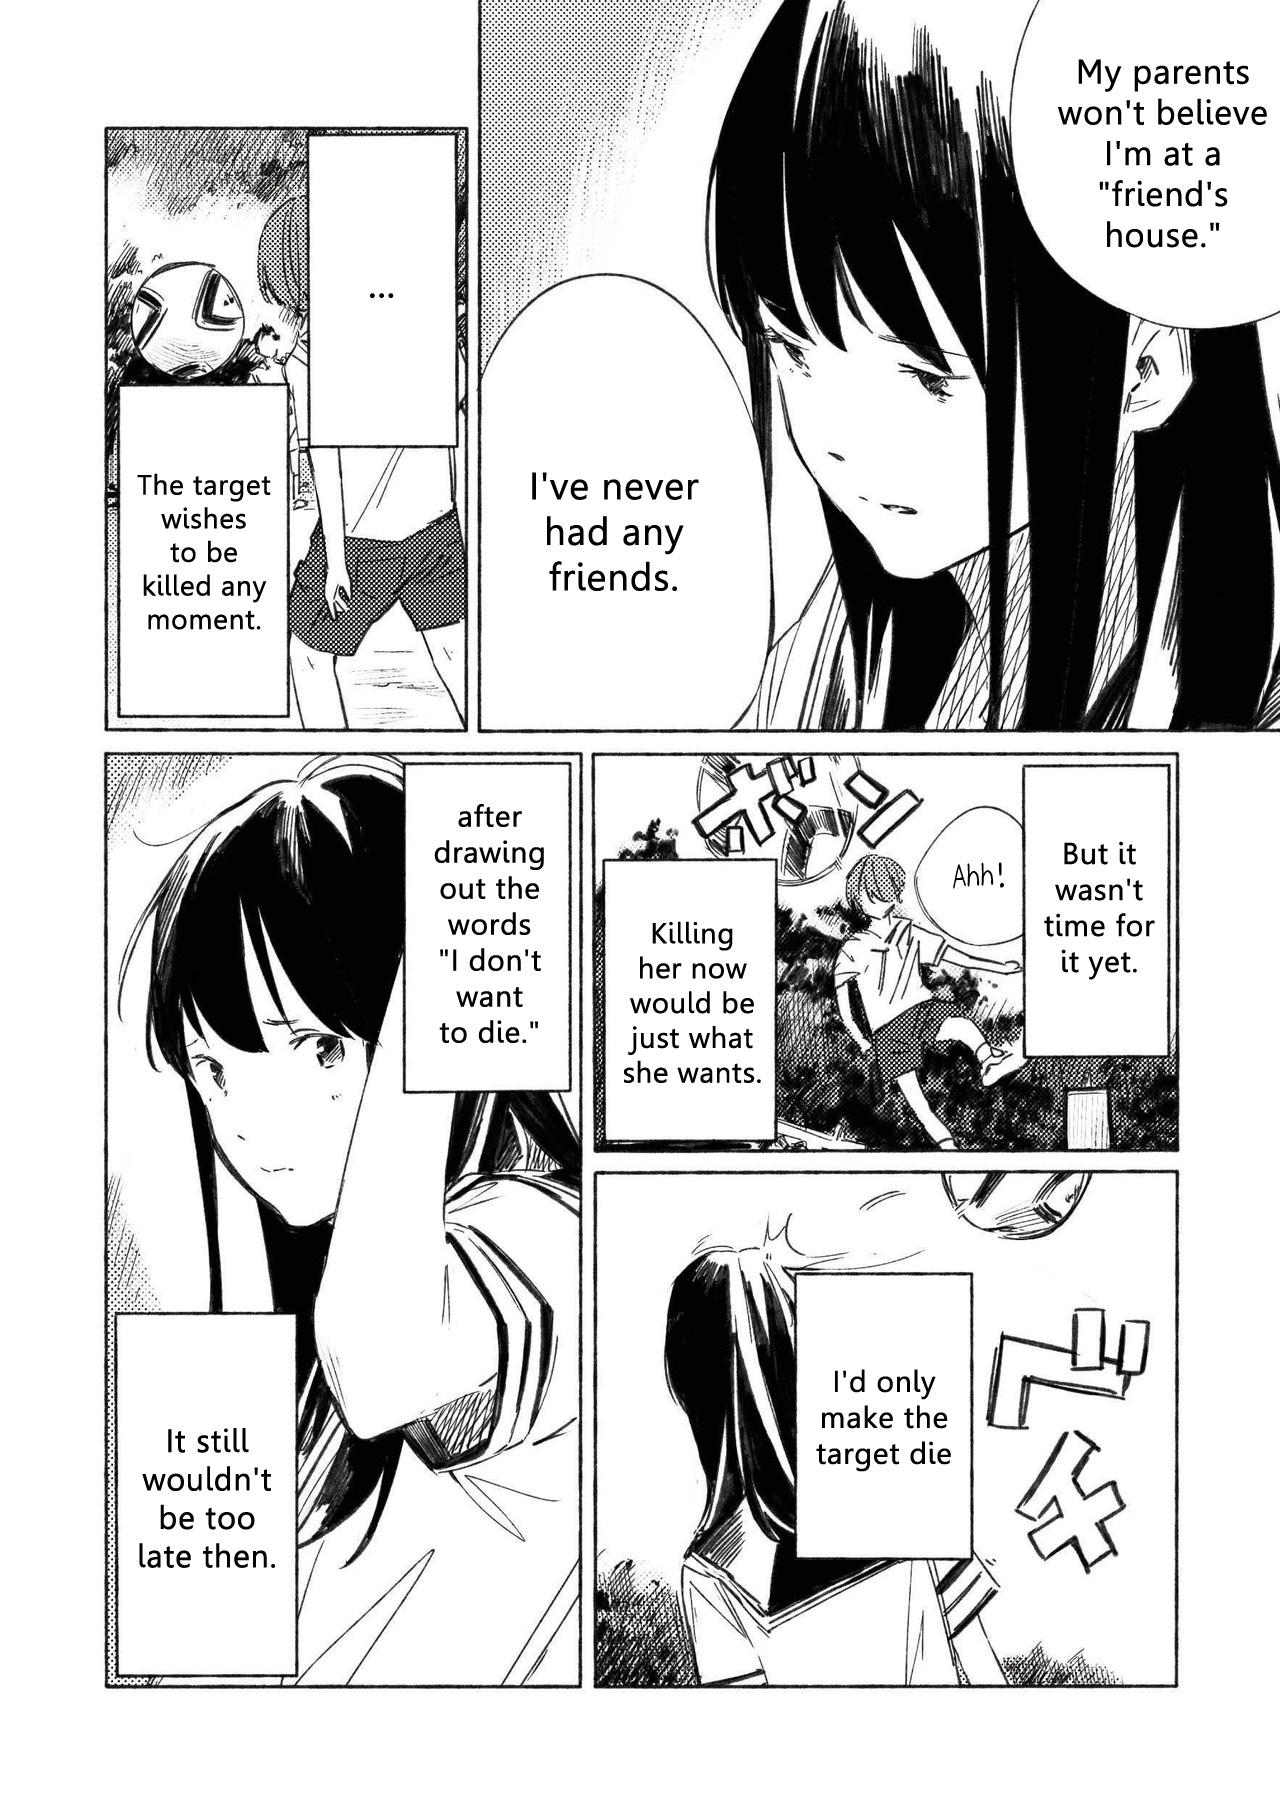 My parents
won't believe
I'm at a
"friend's
house."
I've never
had any
friends.
...
The target
wishes
to be
killed any
moment.
But it
wasn't
time for
it yet.
Ahh!
ボン
Killing
her now
would be
just what
she wants.
I'd only
make the
target die
after
drawing
out the
words
"I don't
want
to die."
It still
wouldn't
be too
late then.